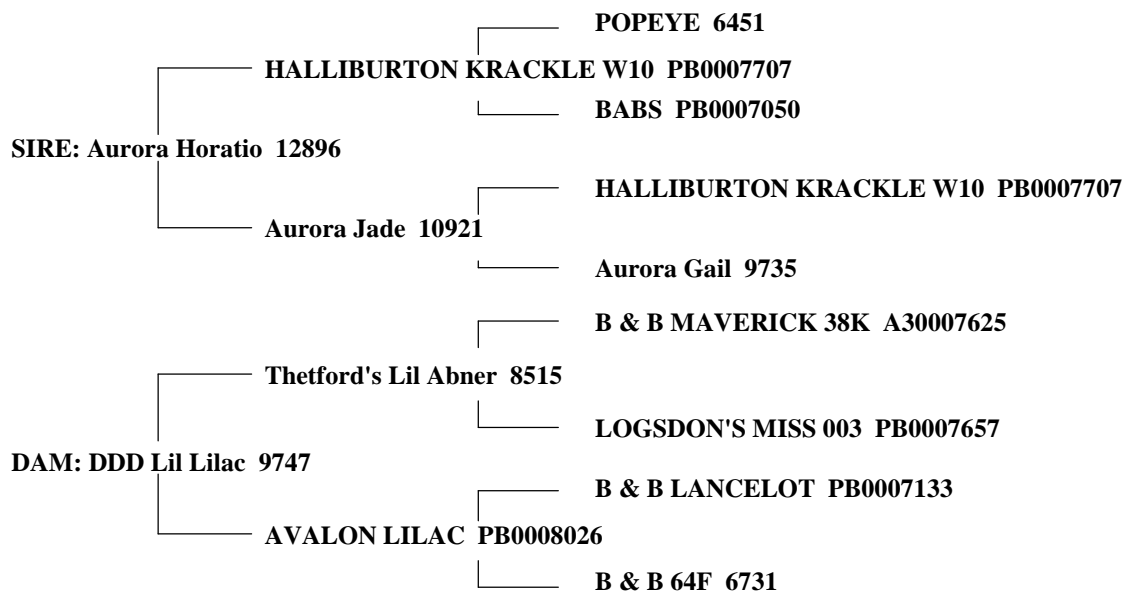 POPEYE 6451
HALLIBURTON KRACKLE W10 PB0007707
BABS PB0007050
SIRE: Aurora Horatio 12896
HALLIBURTON KRACKLE W10 PB0007707
Aurora Jade 10921
Aurora Gail 9735
B & B MAVERICK 38K A30007625
Thetford's Lil Abner 8515
LOGSDON'S MISS 003 PB0007657
DAM: DDD Lil Lilac 9747
B & B LANCELOT PB0007133
AVALON LILAC PB0008026
B & B 64F 6731